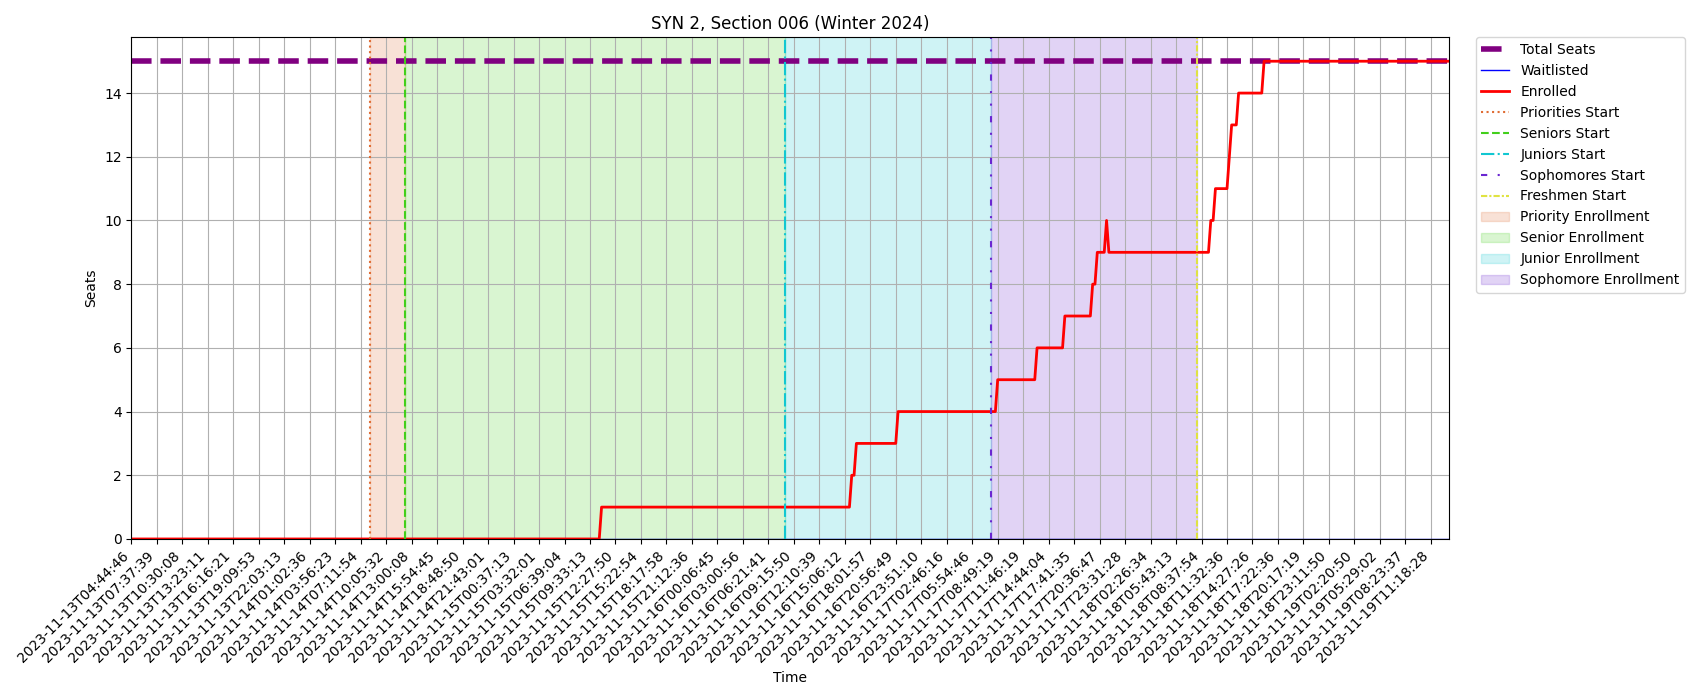 SYN 2, Section 006 (Winter 2024)
Total Seats
Waitlisted
Enrolled
Priorities Start
Seniors Start
Juniors Start
Sophomores Start
Freshmen Start
Priority Enrollment
Senior Enrollment
Junior Enrollment
Sophomore Enrollment
Seats
14
12
10
8
6
4
2
0
2023-11-13T04:44:46
2023-11-13T07:37:39
2023-11-13T10:30:08
2023-11-13T13:23:11
2023-11-13T16:16:21
2023-11-13T19:09:53
2023-11-13T22:03:13
2023-11-14T01:02:36
2023-11-14T03:56:23
2023-11-14T07:11:54
2023-11-14T10:05:32
2023-11-14T13:00:08
2023-11-14T15:54:45
2023-11-14T18:48:50
2023-11-14T21:43:01
2023-11-15T00:37:13
2023-11-15T03:32:01
2023-11-15T06:39:04
2023-11-15T09:33:13
2023-11-15T12:27:50
2023-11-15T15:22:54
2023-11-15T18:17:58
2023-11-15T21:12:36
2023-11-16T00:06:45
2023-11-16T03:00:56
2023-11-16T06:21:41
2023-11-16T09:15:50
2023-11-16T12:10:39
2023-11-16T15:06:12
2023-11-16T18:01:57
2023-11-16T20:56:49
2023-11-16T23:51:10
2023-11-17T02:46:16
2023-11-17T05:54:46
2023-11-17T08:49:19
2023-11-17T11:46:19
2023-11-17T14:44:04
2023-11-17T17:41:35
2023-11-17T20:36:47
2023-11-17T23:31:28
2023-11-18T02:26:34
2023-11-18T05:43:13
2023-11-18T08:37:54
2023-11-18T11:32:36
2023-11-18T14:27:26
2023-11-18T17:22:36
2023-11-18T20:17:19
2023-11-18T23:11:50
2023-11-19T02:20:50
2023-11-19T05:29:02
2023-11-19T08:23:37
2023-11-19T11:18:28
Time